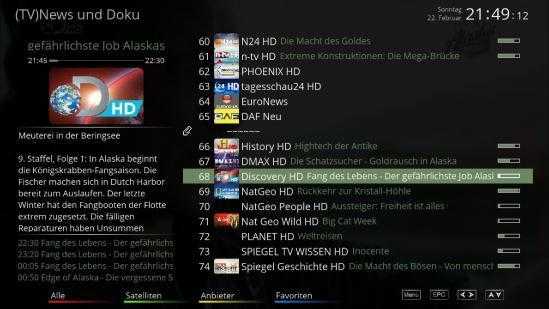 (TV)News und Doku
Sonntag
22. Februar
21:49:12
gefährlichste Job Alaskas
21:45
22:30
HD
Meuterei in der Beringsee
9. Staffel, Folge 1: In Alaska beginnt
die Königskrabben-Fangsaison. Die
Fischer machen sich in Dutch Harbor
bereit zum Auslaufen. Der letzte
Winter hat den Fangbooten der Flotte
extrem zugesetzt. Die fälligen
Reparaturen haben Unsummen
22:30 Fang des Lebens - Der gefährlichs
23:20 Fang des Lebens - Der gefährlichs
00:05 Fang des Lebens - Der gefährlichs
00:50 Edge of Alaska - Die vergessene S
60 N24 HD Die Macht des Goldes
61 n-tv HD Extreme Konstruktionen: Die Mega-Brücke
62 PHOENIX HD
63 24 tagesschau24 HD
64 EuroNews
65 DAF DAF Neu
------
66 History HD Hightech der Antike
67 DMAX HD Die Schatzsucher - Goldrausch in Alaska
68 Discovery HD Fang des Lebens - Der gefährlichste Job Alasl
69 NatGeo HD Rückkehr zur Kristall-Höhle
70 NatGeo People HD Aussteiger: Freiheit ist alles
71 Nat Geo Wild HD Big Cat Week
72 PLANET HD Weltreisen
73 SPIEGEL TV WISSEN HD Inocente
74 Spiegel Geschichte HD Die Macht des Bösen - Von mensch
Alle
Satelliten
Anbieter
Favoriten
Menu
EPG